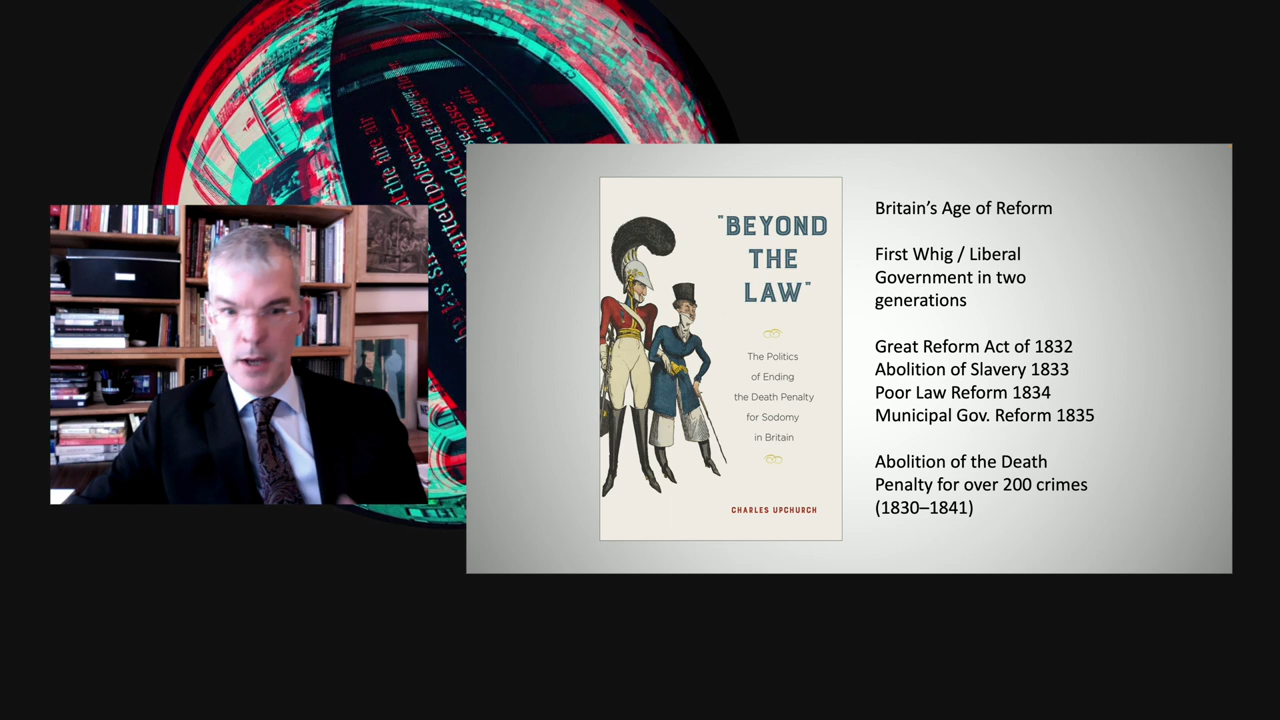 "BEYOND
THE
LAW"
The Politics
of Ending
the Death Penalty
for Sodomy
in Britain
CHARLES UPCHURCH
Britain's Age of Reform
First Whig / Liberal
Government in two
generations
Great Reform Act of 1832
Abolition of Slavery 1833
Poor Law Reform 1834
Municipal Gov. Reform 1835
Abolition of the Death
Penalty for over 200 crimes
(1830–1841)